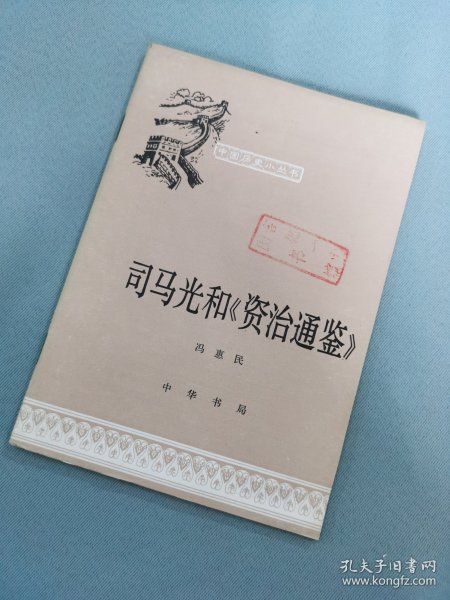 中国历史小丛书
司马光和《资治通鉴》
冯惠民
中华书局
孔夫子旧书网
www.kongfz.com